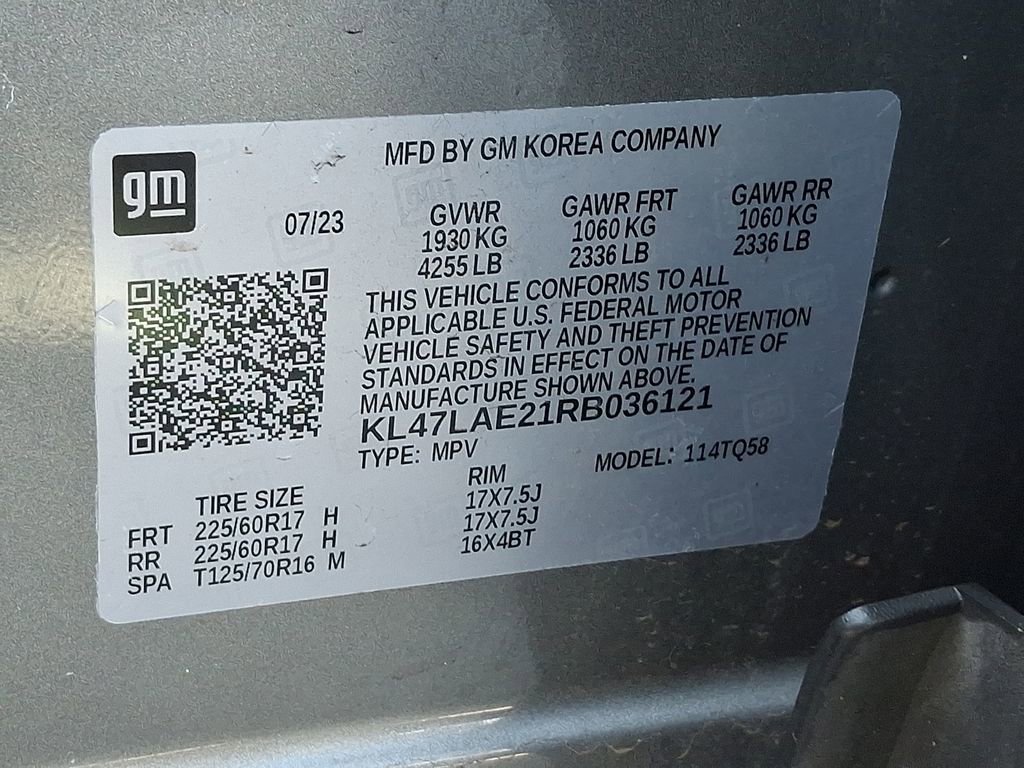 gm
MFD BY GM KOREA COMPANY
07/23
GVWR GAWR FRT GAWR RR
1930 KG 1060 KG 1060 KG
4255 LB 2336 LB 2336 LB
THIS VEHICLE CONFORMS TO ALL
APPLICABLE U.S. FEDERAL MOTOR
VEHICLE SAFETY AND THEFT PREVENTION
STANDARDS IN EFFECT ON THE DATE OF
MANUFACTURE SHOWN ABOVE.
KL47LAE21RB036121
TYPE: MPV MODEL: 114TQ58
TIRE SIZE RIM
FRT 225/60R17 H 17X7.5J
RR 225/60R17 H 17X7.5J
SPA T125/70R16 M 16X4BT